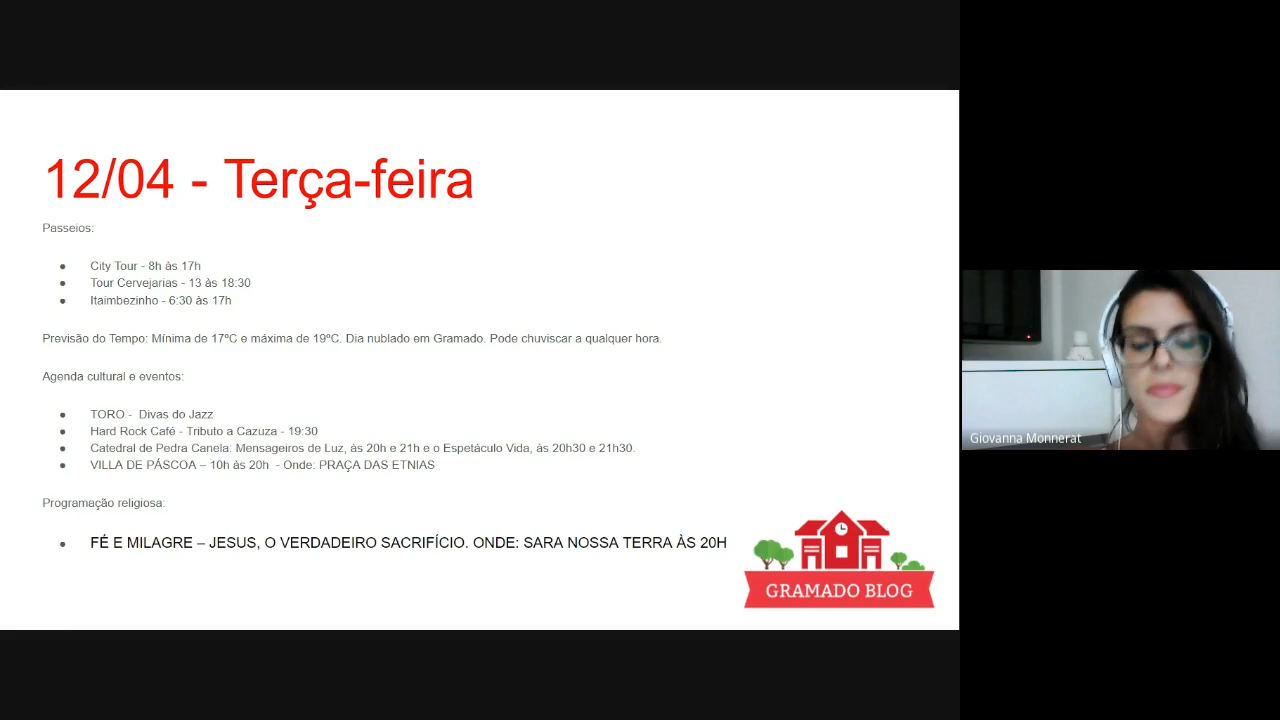 12/04 - Terça-feira
Passeios:
● City Tour - 8h às 17h
● Tour Cervejarias - 13 às 18:30
● Itaimbezinho - 6:30 às 17h
Previsão do Tempo: Mínima de 17ºC e máxima de 19ºC. Dia nublado em Gramado. Pode chuviscar a qualquer hora.
Agenda cultural e eventos:
● TORO - Divas do Jazz
● Hard Rock Café - Tributo a Cazuza - 19:30
● Catedral de Pedra Canela: Mensageiros de Luz, às 20h e 21h e o Espetáculo Vida, às 20h30 e 21h30.
● VILLA DE PÁSCOA – 10h às 20h - Onde: PRAÇA DAS ETNIAS
Programação religiosa:
● FÉ E MILAGRE – JESUS, O VERDADEIRO SACRIFÍCIO. ONDE: SARA NOSSA TERRA ÀS 20H
GRAMADO BLOG
Giovanna Monnerat